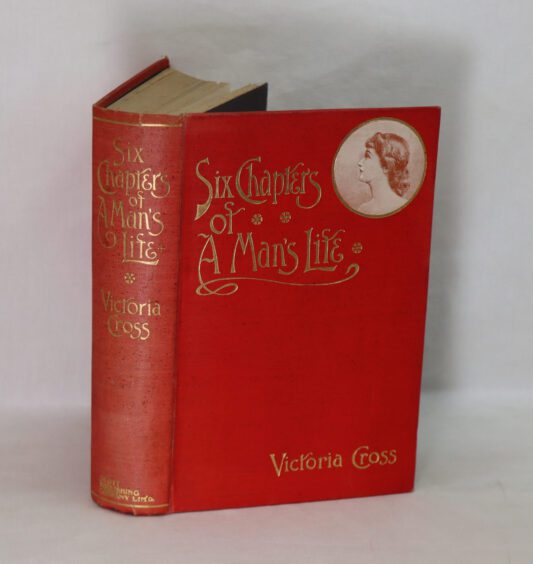 Six
Chapters
of
A Man's
Life
Victoria
Cross
Six Chapters
of
A Man's Life
Victoria Cross